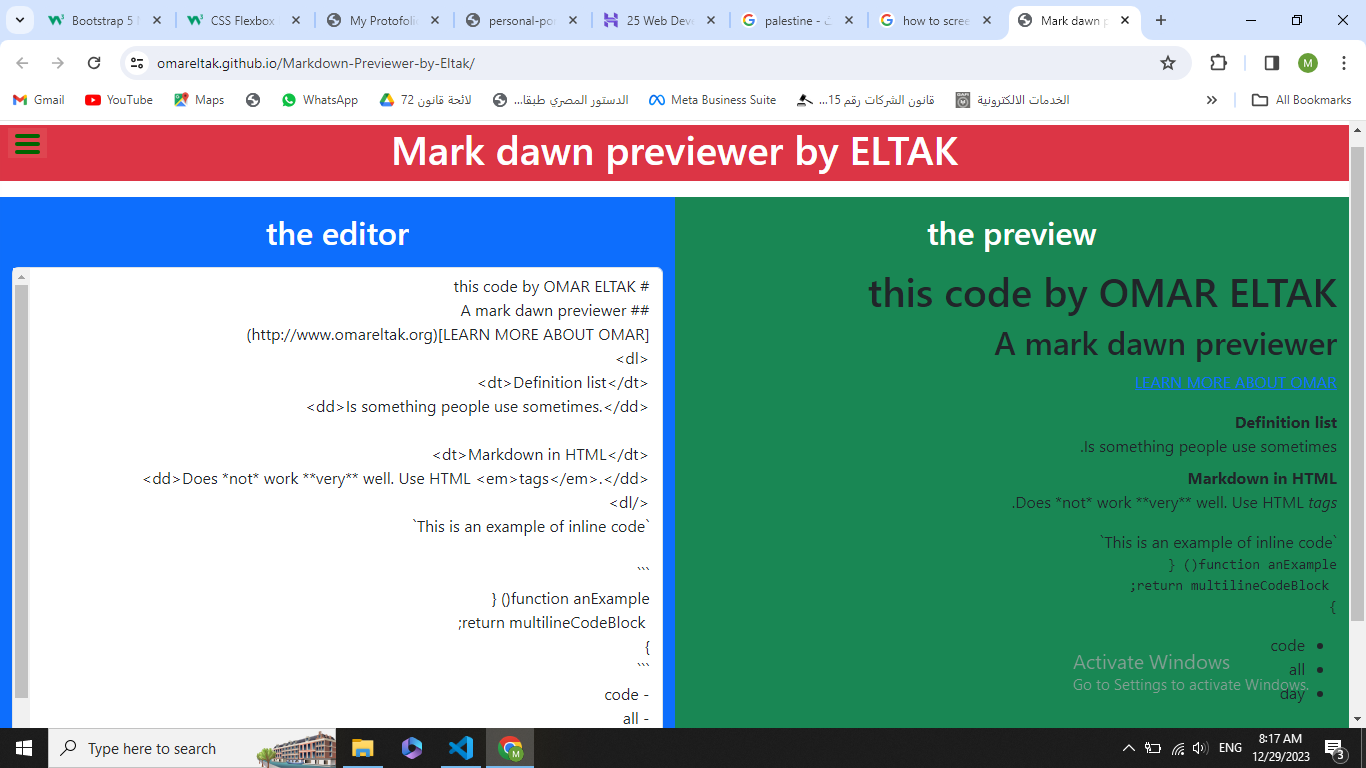 Bootstrap 5
CSS Flexbox
My Protofoli
personal-po
25 Web Dev
palestine -
how to scree
Mark dawn p
omareltak.github.io/Markdown-Previewer-by-Eltak/
M
Gmail
YouTube
Maps
WhatsApp
لائحة قانون 72
الدستور المصري طبقا...
Meta Business Suite
قانون الشركات رقم 15...
الخدمات الالكترونية
All Bookmarks
Mark dawn previewer by ELTAK
the editor
# this code by OMAR ELTAK
## A mark dawn previewer
[LEARN MORE ABOUT OMAR](http://www.omareltak.org)
<dl>
<dt>Definition list</dt>
<dd>Is something people use sometimes.</dd>
<dt>Markdown in HTML</dt>
<dd>Does *not* work **very** well. Use HTML <em>tags</em>.</dd>
</dl>
`This is an example of inline code`
```
function anExample() {
return multilineCodeBlock;
}
```
- code
- all
the preview
this code by OMAR ELTAK
A mark dawn previewer
LEARN MORE ABOUT OMAR
Definition list
Is something people use sometimes.
Markdown in HTML
Does *not* work **very** well. Use HTML tags.
`This is an example of inline code`
function anExample() {
return multilineCodeBlock;
}
• code
• all
• day
Activate Windows
Go to Settings to activate Windows.
Type here to search
M
ENG
8:17 AM
12/29/2023
3